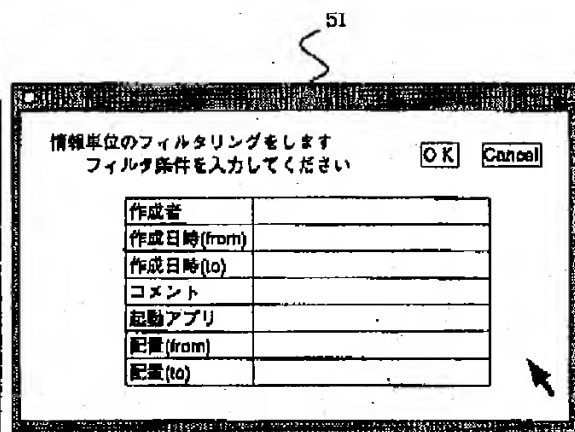 51
情報単位のフィルタリングをします
フィルタ条件を入力してください
OK Cancel
作成者
作成日時(from)
作成日時(to)
コメント
起動アプリ
配置(from)
配置(to)